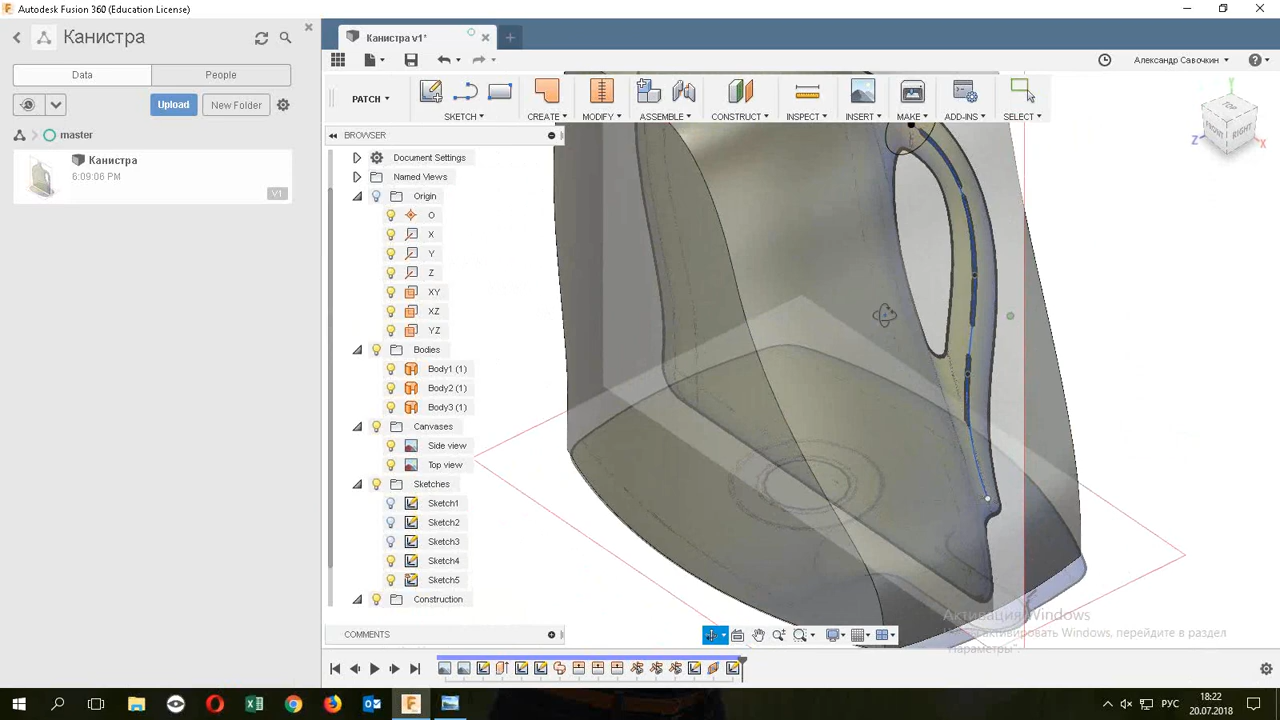 Autodesk Fusion 360 (Education License)
Канистра
Data
People
Upload
New Folder
master
Канистра
6:09:06 PM
V1
Канистра v1*
Александр Савочкин
PATCH
SKETCH
CREATE
MODIFY
ASSEMBLE
CONSTRUCT
INSPECT
INSERT
MAKE
ADD-INS
SELECT
BROWSER
Document Settings
Named Views
Origin
O
X
Y
Z
XY
XZ
YZ
Bodies
Body1 (1)
Body2 (1)
Body3 (1)
Canvases
Side view
Top view
Sketches
Sketch1
Sketch2
Sketch3
Sketch4
Sketch5
Construction
COMMENTS
TOP
FRONT
RIGHT
Y
Z
X
Активация Windows
активировать Windows, перейдите в раздел
"Параметры".
РУС
18:22
20.07.2018